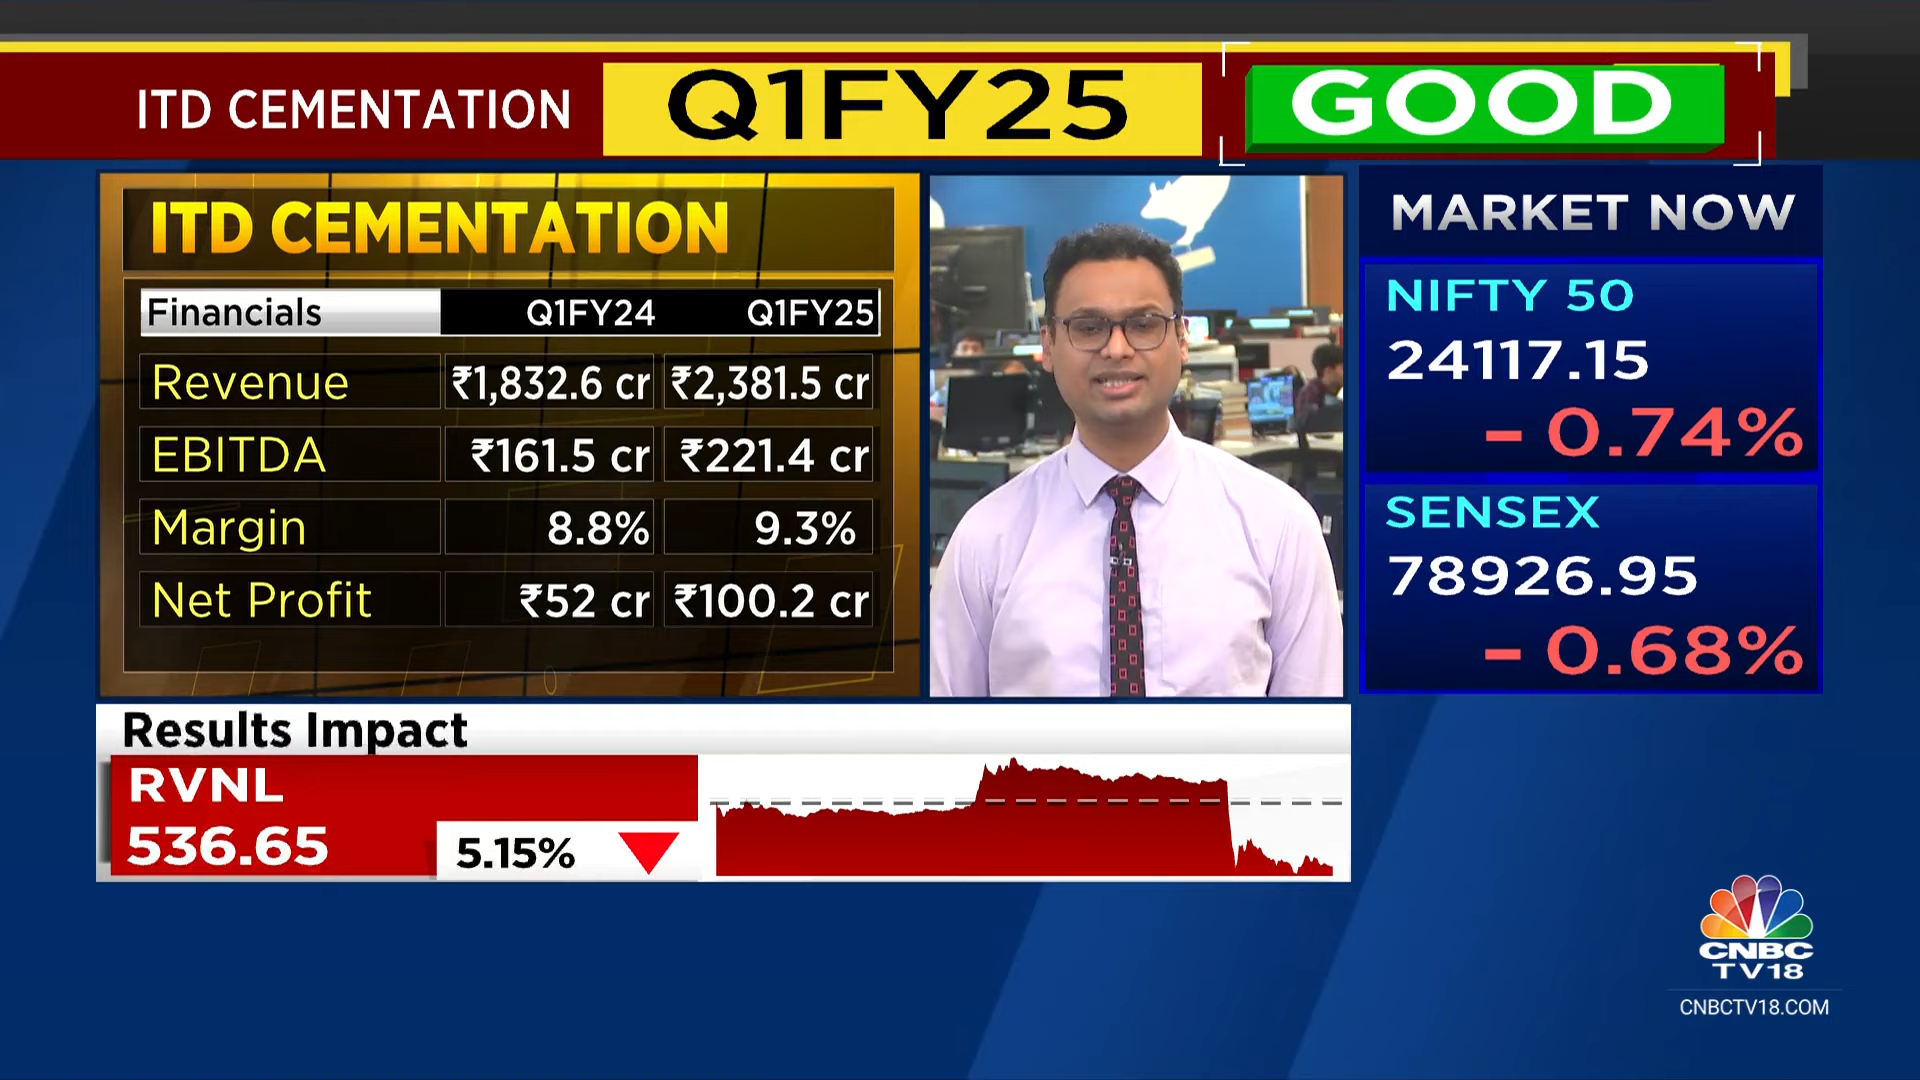 ITD CEMENTATION Q1FY25 GOOD
ITD CEMENTATION
Financials Q1FY24 Q1FY25
Revenue ₹1,832.6 cr ₹2,381.5 cr
EBITDA ₹161.5 cr ₹221.4 cr
Margin 8.8% 9.3%
Net Profit ₹52 cr ₹100.2 cr
MARKET NOW
NIFTY 50
24117.15
- 0.74%
SENSEX
78926.95
- 0.68%
Results Impact
RVNL
536.65
5.15%
CNBC
TV18
CNBCTV18.COM